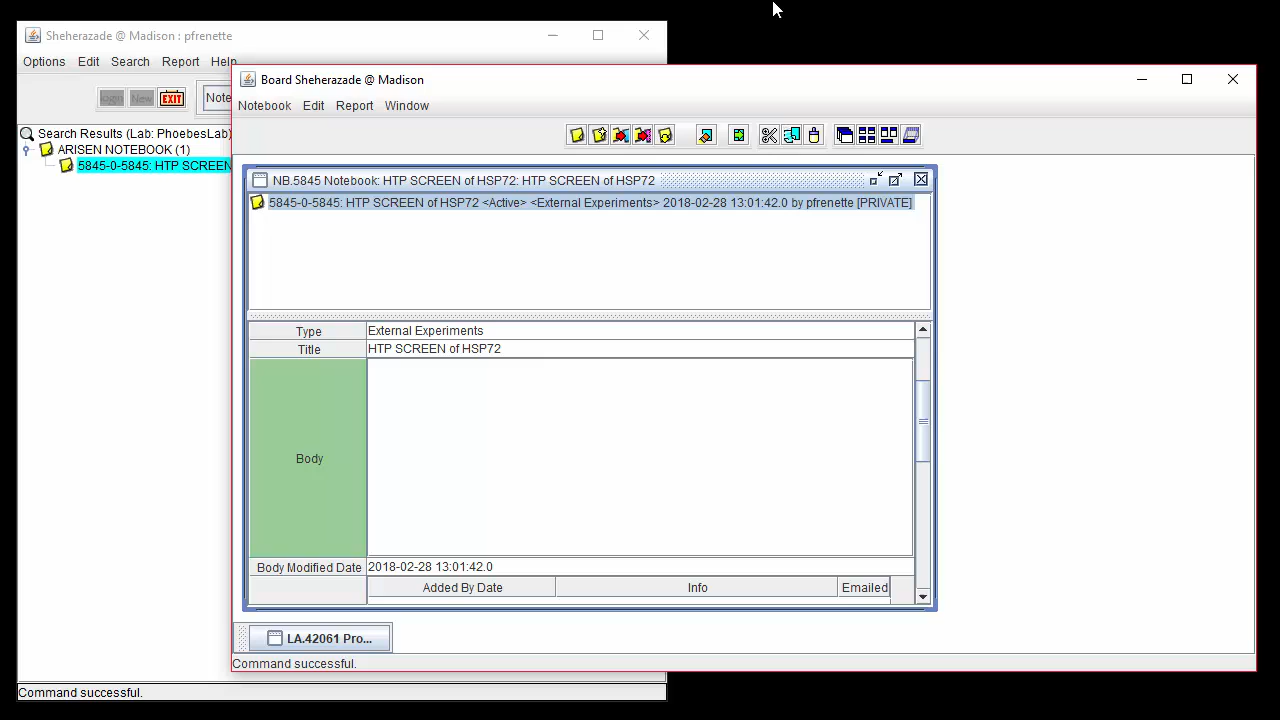 Sheherazade @ Madison : pfrenette
Options Edit Search Report Help
login New EXIT Note
Search Results (Lab: PhoebesLab)
ARISEN NOTEBOOK (1)
5845-0-5845: HTP SCREEN
Command successful.
Board Sheherazade @ Madison
Notebook Edit Report Window
NB.5845 Notebook: HTP SCREEN of HSP72: HTP SCREEN of HSP72
5845-0-5845: HTP SCREEN of HSP72 <Active> <External Experiments> 2018-02-28 13:01:42.0 by pfrenette [PRIVATE]
Type External Experiments
Title HTP SCREEN of HSP72
Body
Body Modified Date 2018-02-28 13:01:42.0
Added By Date Info Emailed
LA.42061 Pro...
Command successful.